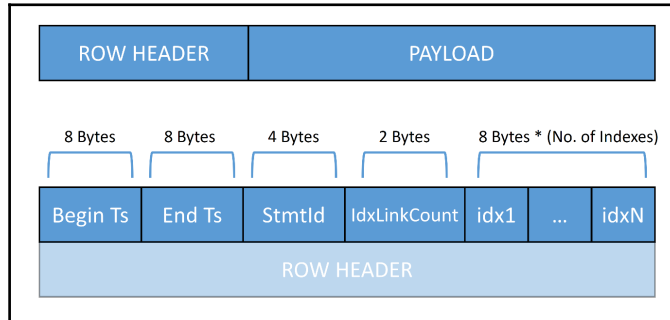 ROW HEADER PAYLOAD
8 Bytes 8 Bytes 4 Bytes 2 Bytes 8 Bytes * (No. of Indexes)
Begin Ts End Ts StmtId IdxLinkCount idx1 ... idxN
ROW HEADER